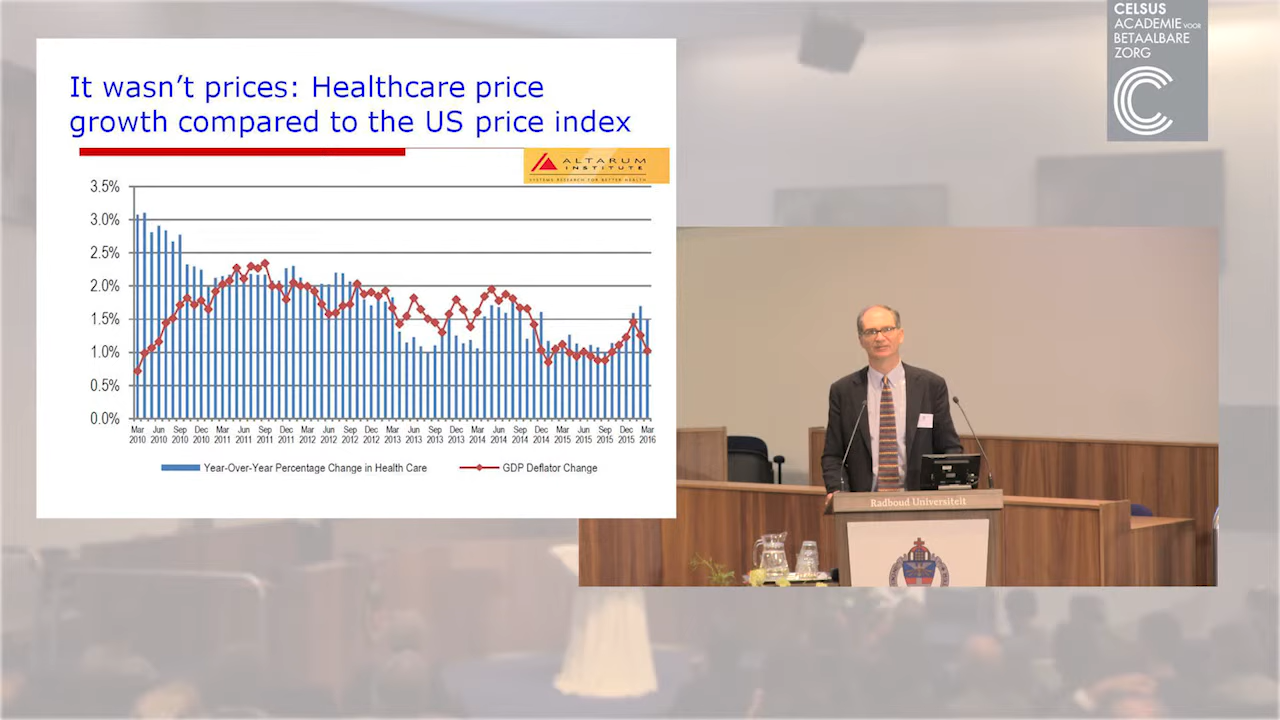 CELSUS
ACADEMIE VOOR
BETAALBARE
ZORG
It wasn’t prices: Healthcare price
growth compared to the US price index
ALTARUM
INSTITUTE
SYSTEMS RESEARCH FOR BETTER HEALTH
3.5%
3.0%
2.5%
2.0%
1.5%
1.0%
0.5%
0.0%
Mar Jun Sep Dec Mar Jun Sep Dec Mar Jun Sep Dec Mar Jun Sep Dec Mar Jun Sep Dec Mar Jun Sep Dec Mar
2010 2010 2010 2010 2011 2011 2011 2011 2012 2012 2012 2012 2013 2013 2013 2013 2014 2014 2014 2014 2015 2015 2015 2015 2016
Year-Over-Year Percentage Change in Health Care GDP Deflator Change
Radboud Universiteit